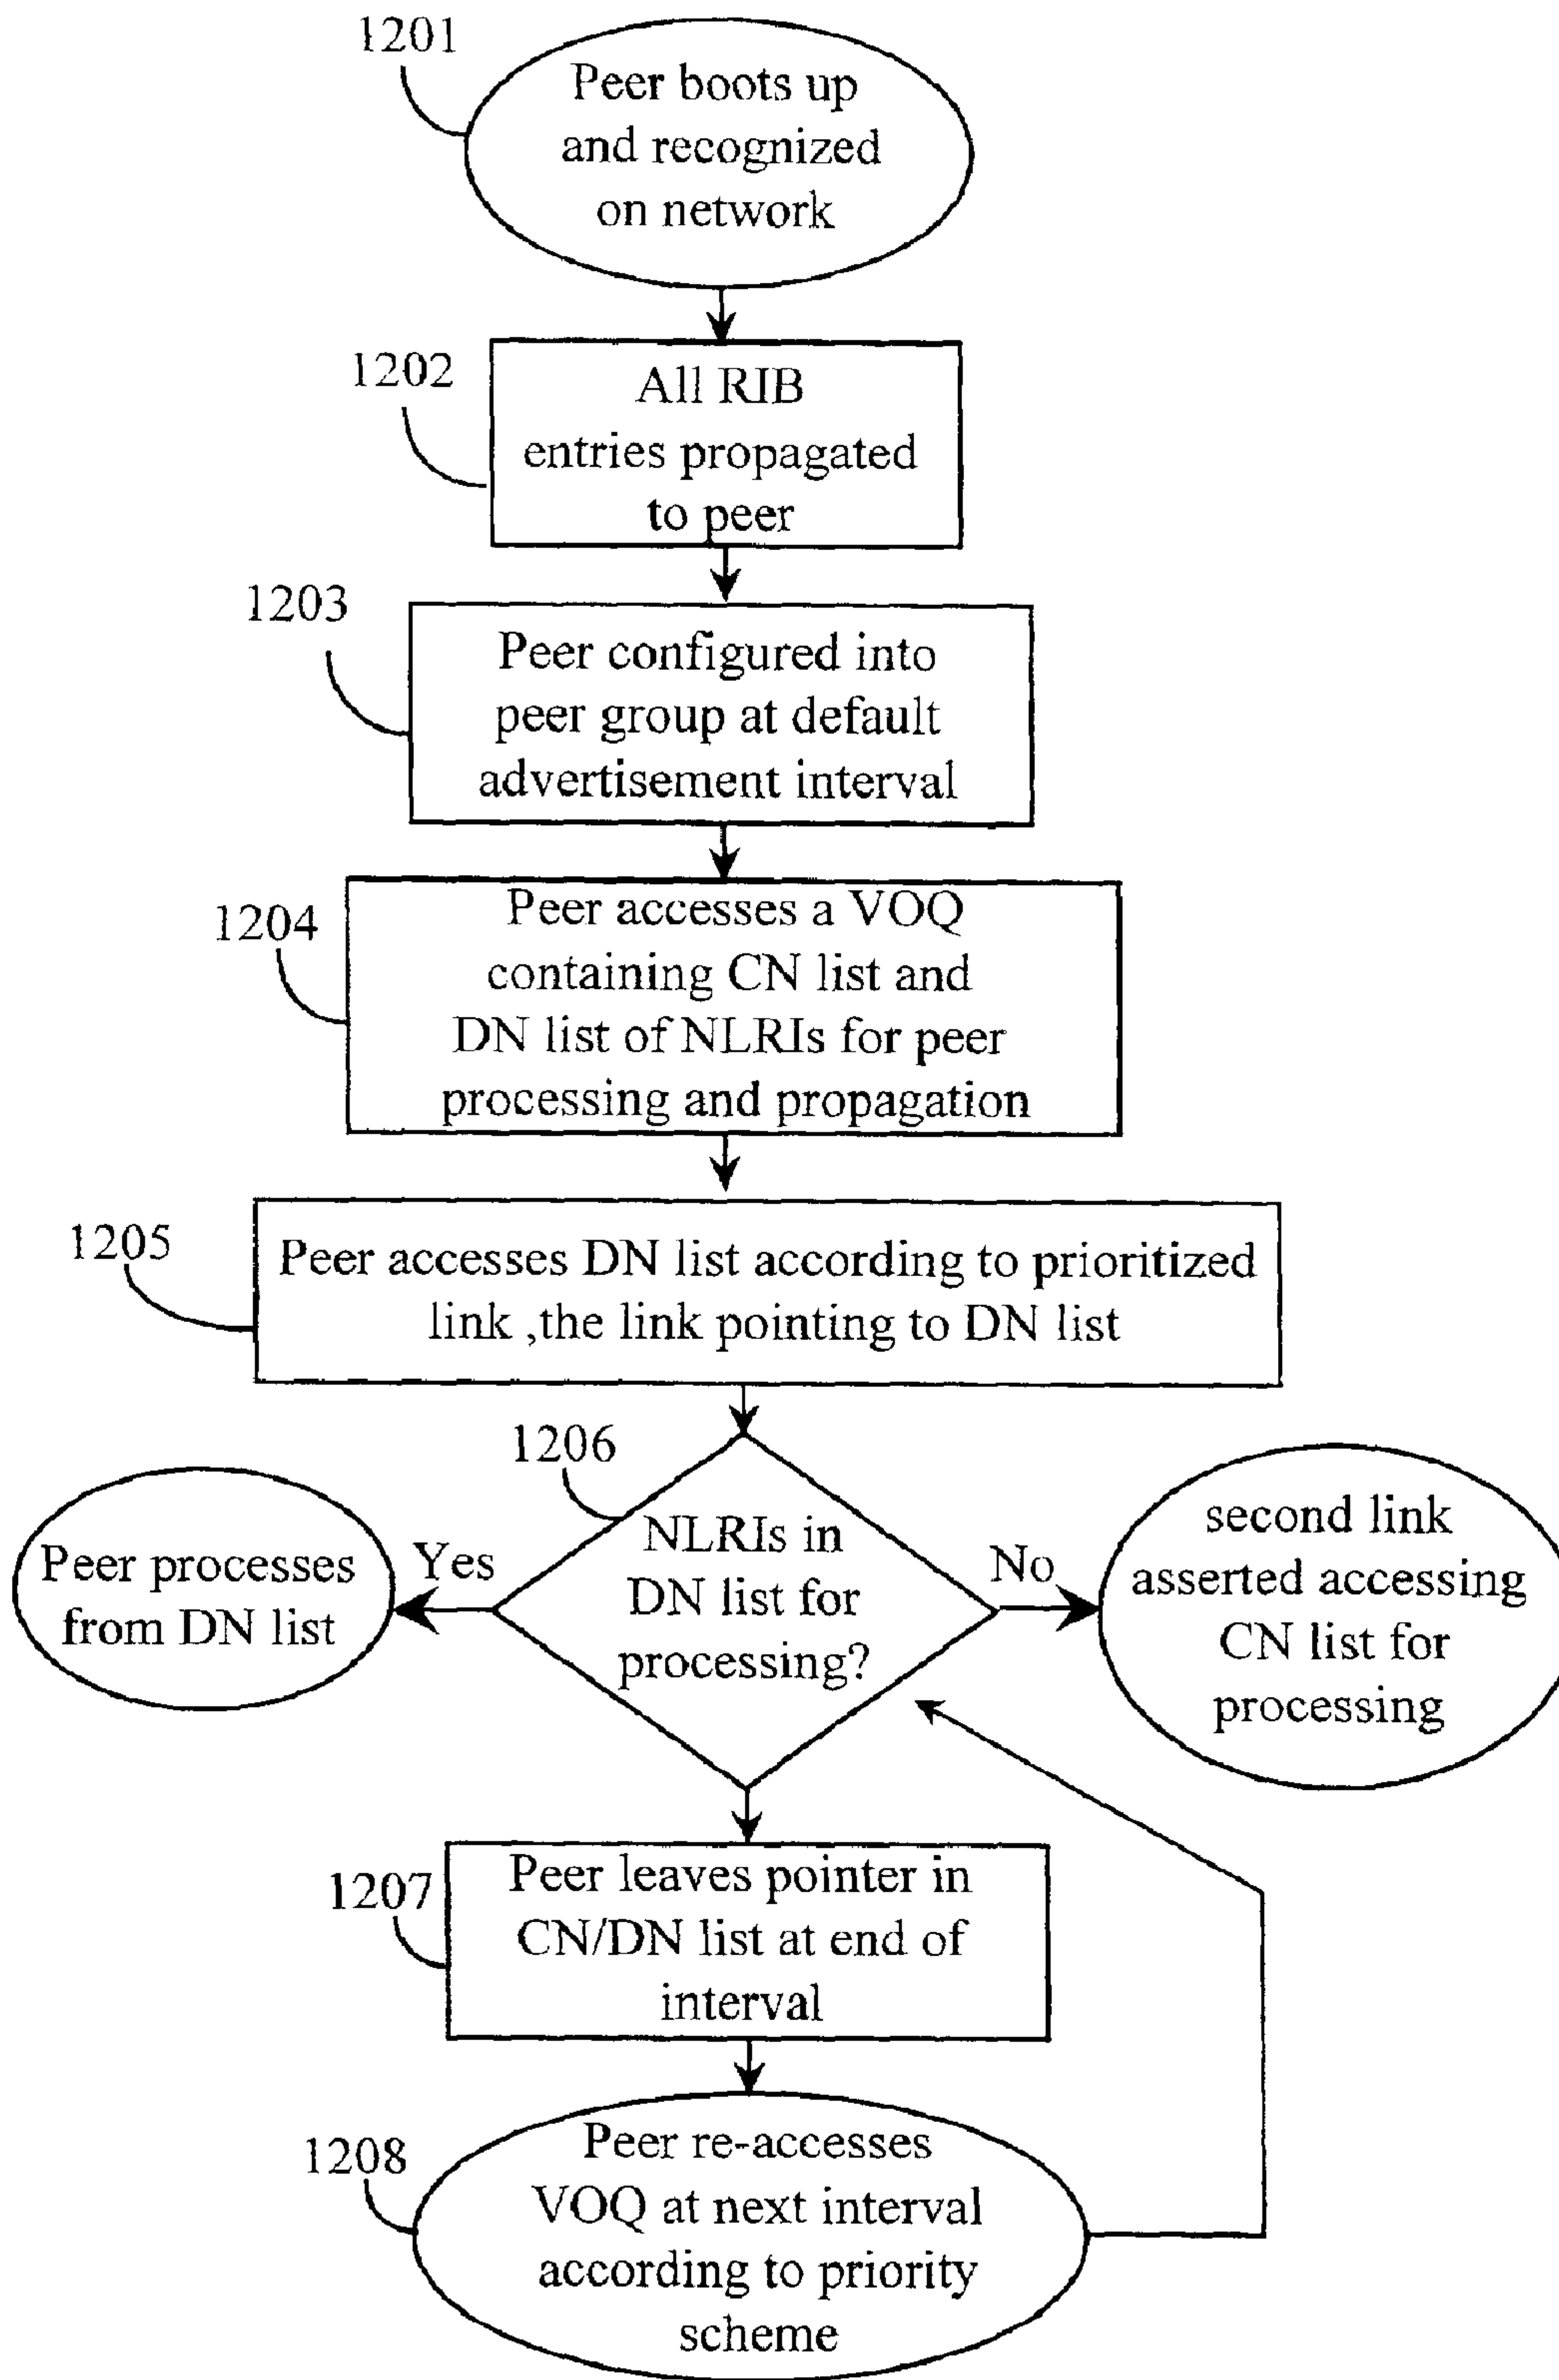 1201
Peer boots up
and recognized
on network
1202
All RIB
entries propagated
to peer
1203
Peer configured into
peer group at default
advertisement interval
1204
Peer accesses a VOQ
containing CN list and
DN list of NLRIs for peer
processing and propagation
1205
Peer accesses DN list according to prioritized
link ,the link pointing to DN list
1206
NLRIs in
DN list for
processing?
Yes
Peer processes
from DN list
No
second link
asserted accessing
CN list for
processing
1207
Peer leaves pointer in
CN/DN list at end of
interval
1208
Peer re-accesses
VOQ at next interval
according to priority
scheme